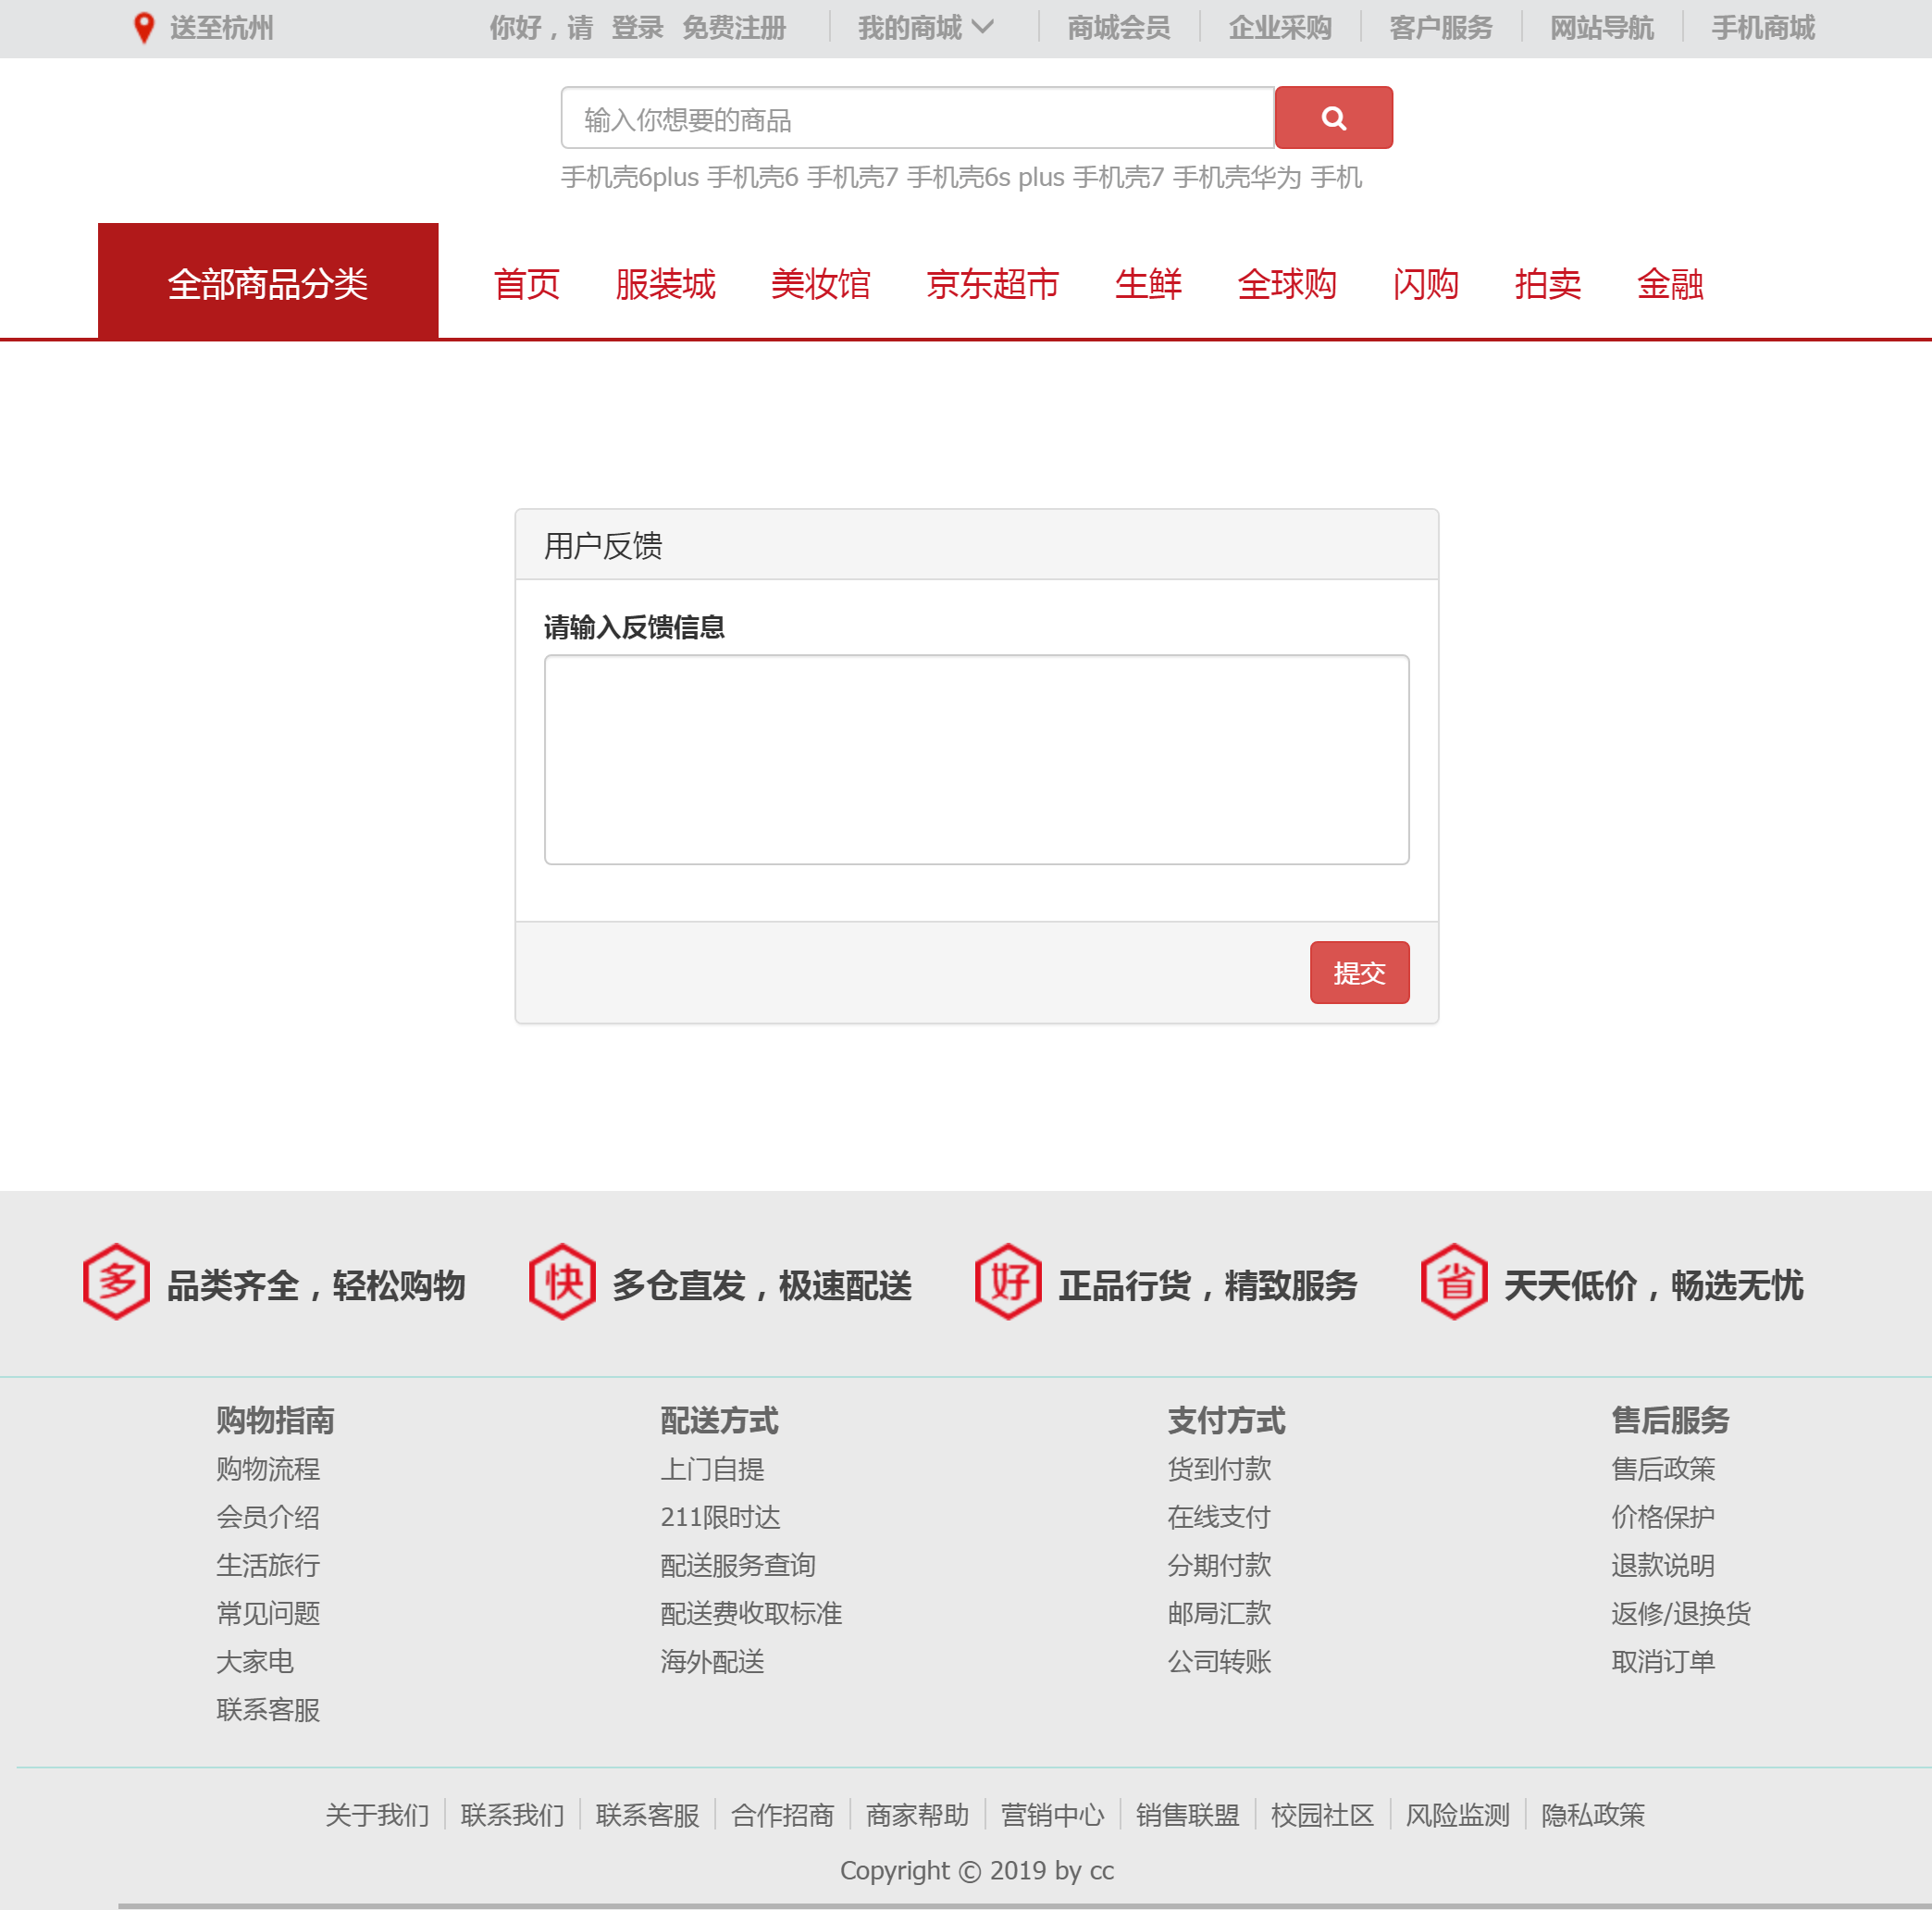 送至杭州 你好，请 登录 免费注册 我的商城 商城会员 企业采购 客户服务 网站导航 手机商城
输入你想要的商品
手机壳6plus 手机壳6 手机壳7 手机壳6s plus 手机壳7 手机壳华为 手机
全部商品分类 首页 服装城 美妆馆 京东超市 生鲜 全球购 闪购 拍卖 金融
用户反馈
请输入反馈信息
提交
多 品类齐全，轻松购物 快 多仓直发，极速配送 好 正品行货，精致服务 省 天天低价，畅选无忧
购物指南 配送方式 支付方式 售后服务
购物流程 上门自提 货到付款 售后政策
会员介绍 211限时达 在线支付 价格保护
生活旅行 配送服务查询 分期付款 退款说明
常见问题 配送费收取标准 邮局汇款 返修/退换货
大家电 海外配送 公司转账 取消订单
联系客服
关于我们 联系我们 联系客服 合作招商 商家帮助 营销中心 销售联盟 校园社区 风险监测 隐私政策
Copyright © 2019 by cc